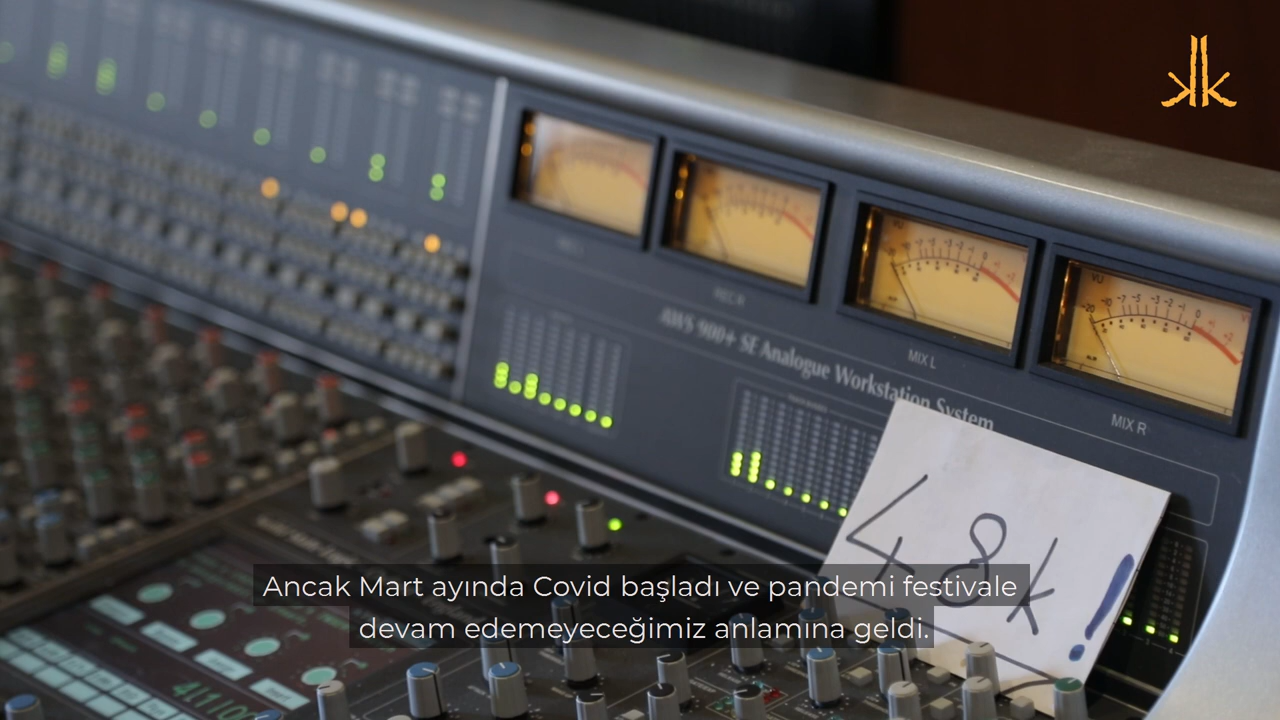 AWS 900+ SE Analogue Workstation System
MIX L
MIX R
VU
48k!
Ancak Mart ayında Covid başladı ve pandemi festivale
devam edemeyeceğimiz anlamına geldi.